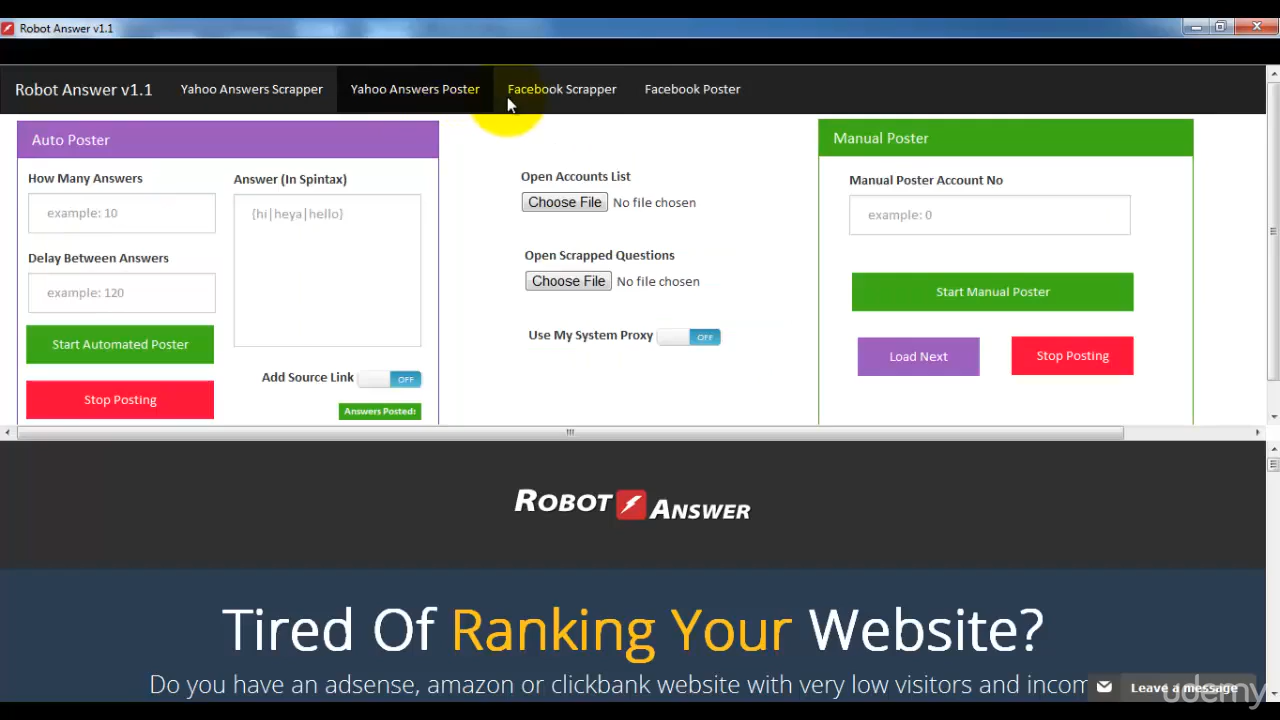 Robot Answer v1.1
Robot Answer v1.1 Yahoo Answers Scrapper Yahoo Answers Poster Facebook Scrapper Facebook Poster
Auto Poster
How Many Answers
example: 10
Delay Between Answers
example: 120
Start Automated Poster
Stop Posting
Answer (In Spintax)
{hi|heya|hello}
Add Source Link OFF
Answers Posted:
Open Accounts List
Choose File No file chosen
Open Scrapped Questions
Choose File No file chosen
Use My System Proxy OFF
Manual Poster
Manual Poster Account No
example: 0
Start Manual Poster
Load Next Stop Posting
ROBOT ANSWER
Tired Of Ranking Your Website?
Do you have an adsense, amazon or clickbank website with very low visitors and incom
Leave a message
udemy